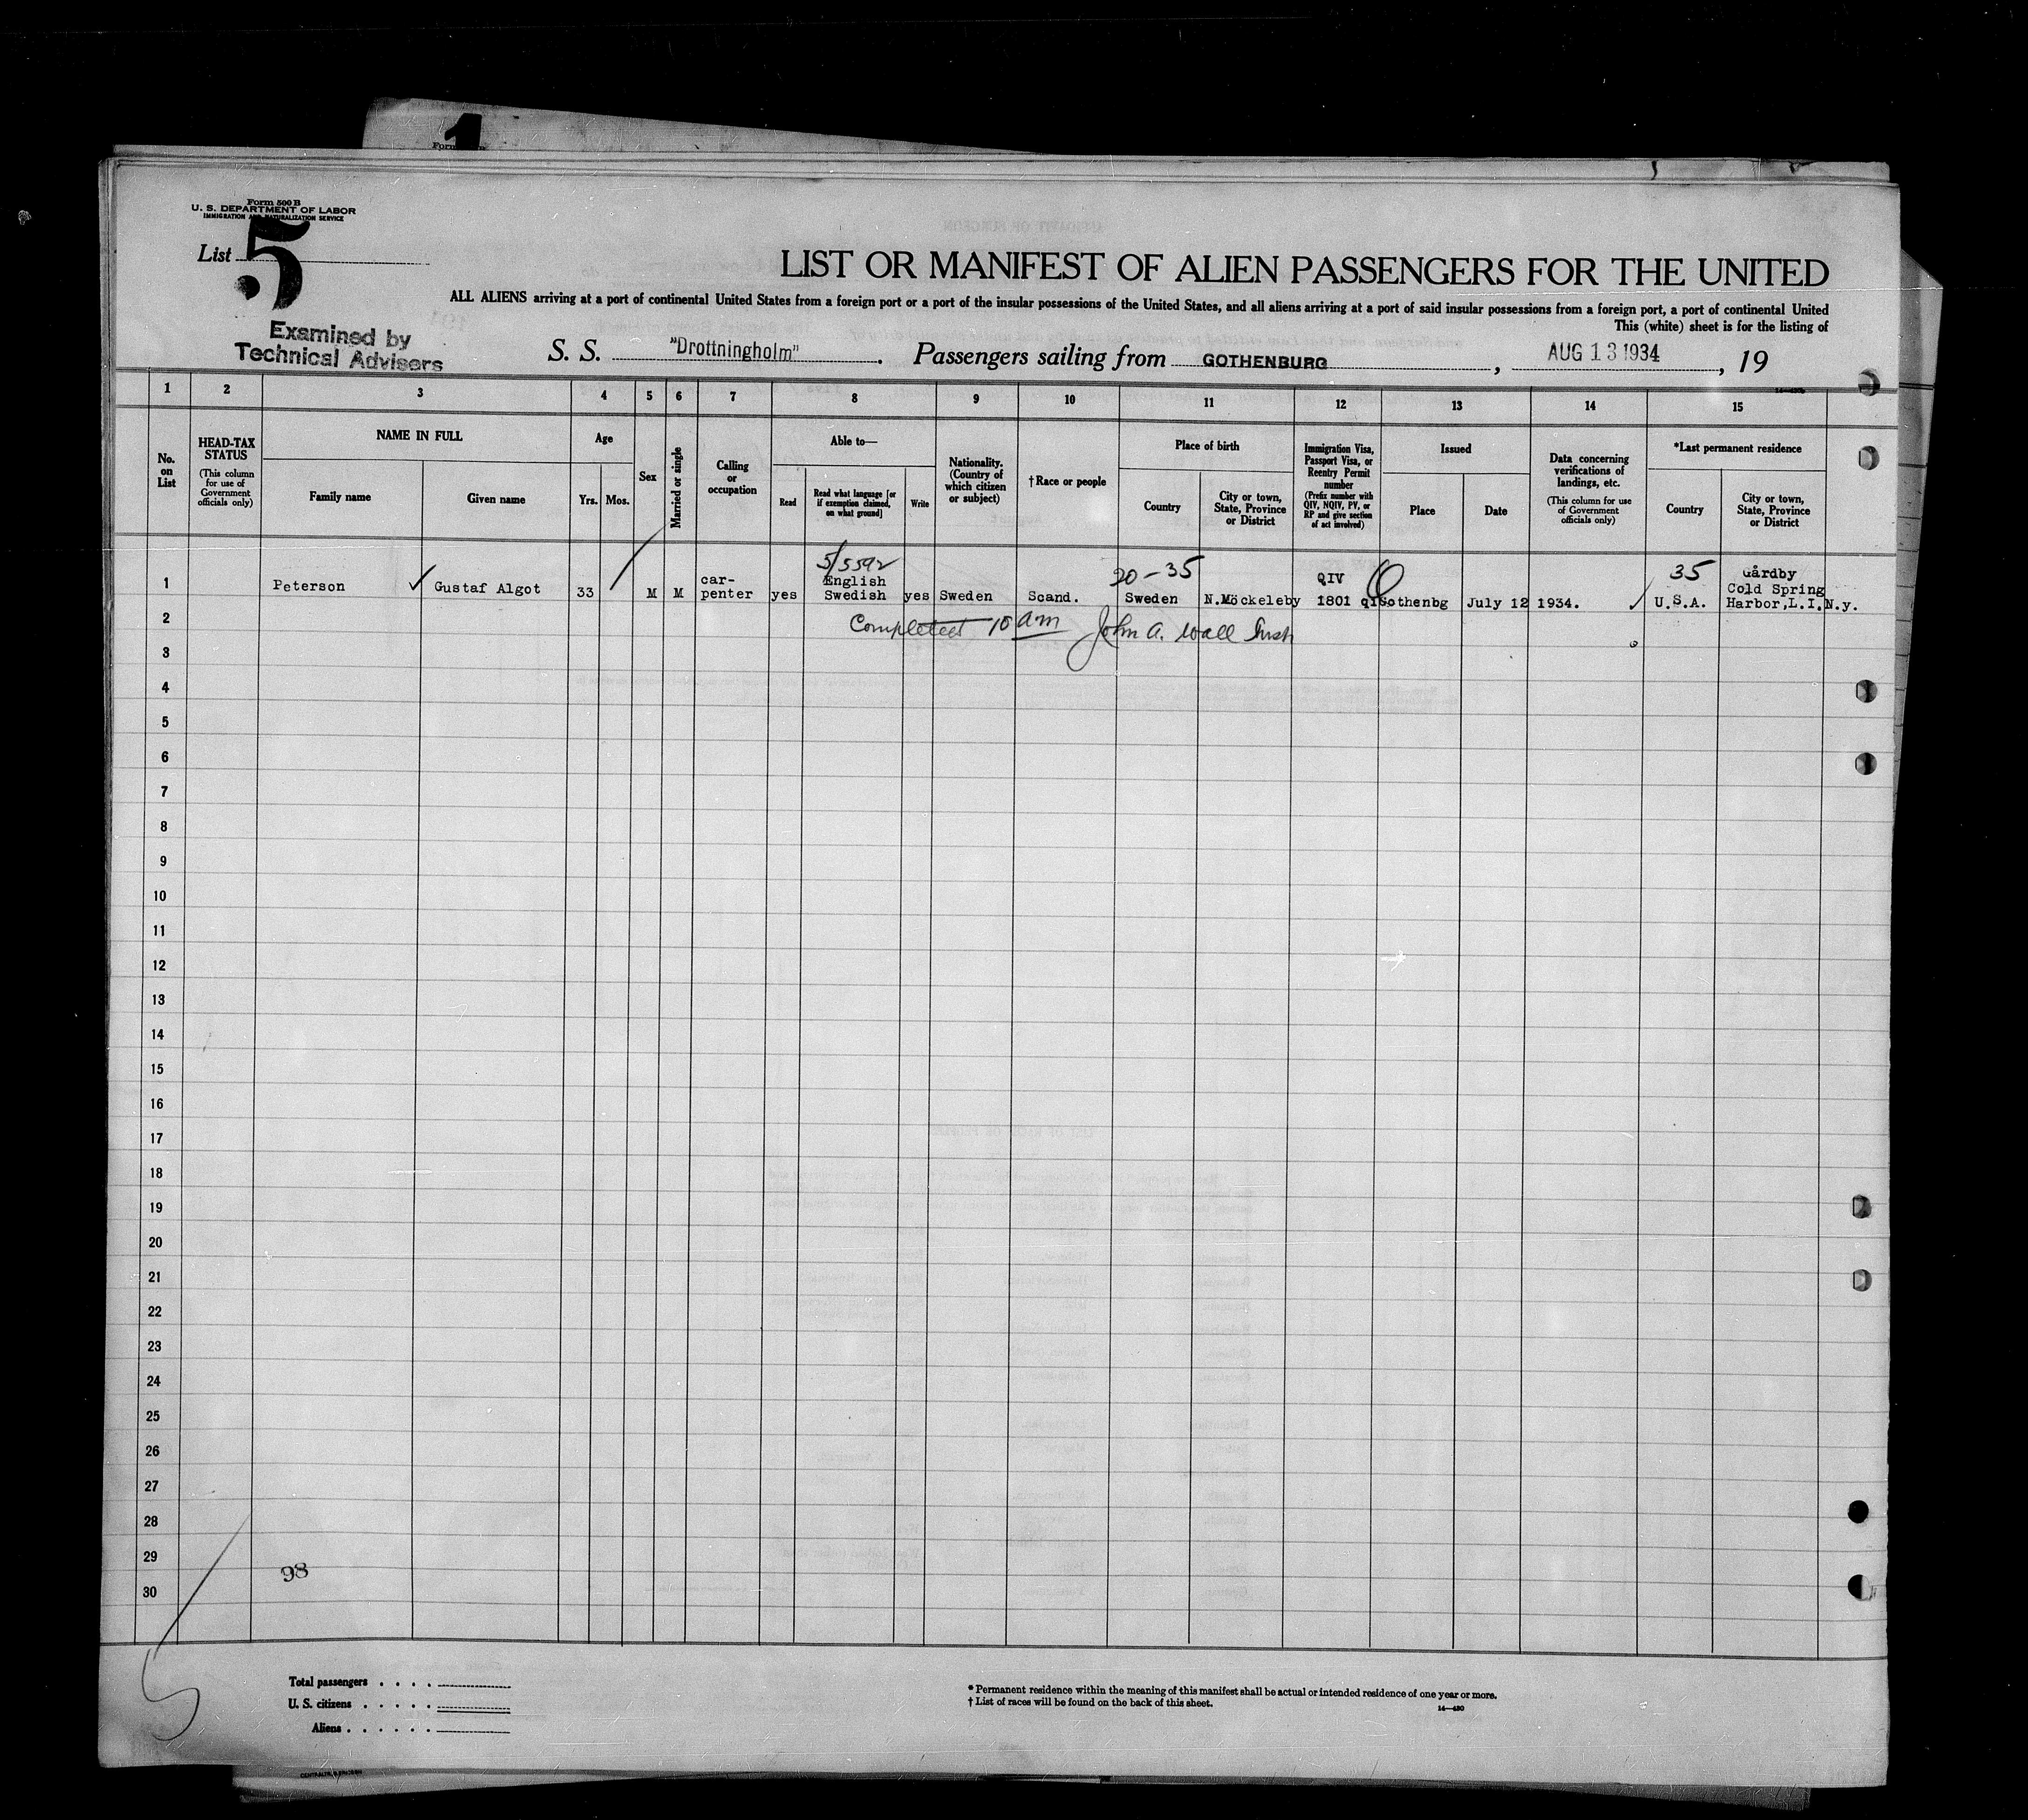 1
Form 500 B
U. S. DEPARTMENT OF LABOR
IMMIGRATION AND NATURALIZATION SERVICE
List 5
LIST OR MANIFEST OF ALIEN PASSENGERS FOR THE UNITED
ALL ALIENS arriving at a port of continental United States from a foreign port or a port of the insular possessions of the United States, and all aliens arriving at a port of said insular possessions from a foreign port, a port of continental United
This (white) sheet is for the listing of
Examined by
Technical Advisers
S. S. "Drottningholm". Passengers sailing from GOTHENBURG, AUG 13 1934, 19
1 2 3 4 5 6 7 8 9 10 11 12 13 14 15
No. on List
HEAD-TAX STATUS (This column for use of Government officials only)
NAME IN FULL
Family name
Given name
Age
Yrs. Mos.
Sex
Married or single
Calling or occupation
Able to—
Read
Read what language [or if exemption claimed, on what ground]
Write
Nationality. (Country of which citizen or subject)
†Race or people
Place of birth
Country
City or town, State, Province or District
Immigration Visa, Passport Visa, or Reentry Permit number (Prefix number with QIV, NQIV, PV, or RP and give section of act involved)
Issued
Place
Date
Data concerning verifications of landings, etc. (This column for use of Government officials only)
*Last permanent residence
Country
City or town, State, Province or District
5/5592
20-35
QIV
35
Gårdby
1 Peterson ✓ Gustaf Algot 33 M M car-penter yes English Swedish yes Sweden Scand. Sweden N.Möckeleby 1801 Gothenbg July 12 1934. ✓ U.S.A. Cold Spring Harbor,L.I.N.y.
2 Completed 10 am John A. Wall
3
4
5
6
7
8
9
10
11
12
13
14
15
16
17
18
19
20
21
22
23
24
25
26
27
28
29
98
30
Total passengers . . . .
U. S. citizens . . . . .
Aliens . . . . . .
* Permanent residence within the meaning of this manifest shall be actual or intended residence of one year or more.
† List of races will be found on the back of this sheet.